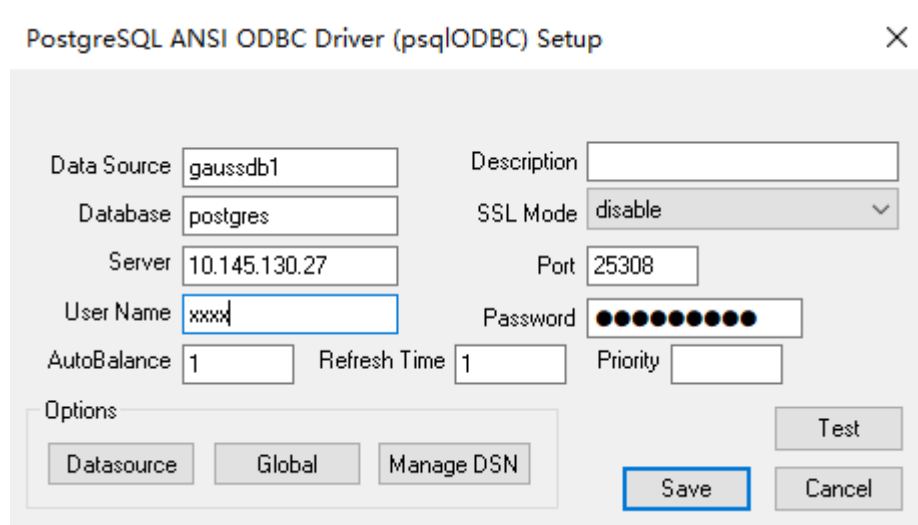 PostgreSQL ANSI ODBC Driver (psqlODBC) Setup
Data Source gaussdb1 Description
Database postgres SSL Mode disable
Server 10.145.130.27 Port 25308
User Name xxxx Password ●●●●●●●●●
AutoBalance 1 Refresh Time 1 Priority
Options
Test
Datasource Global Manage DSN
Save Cancel